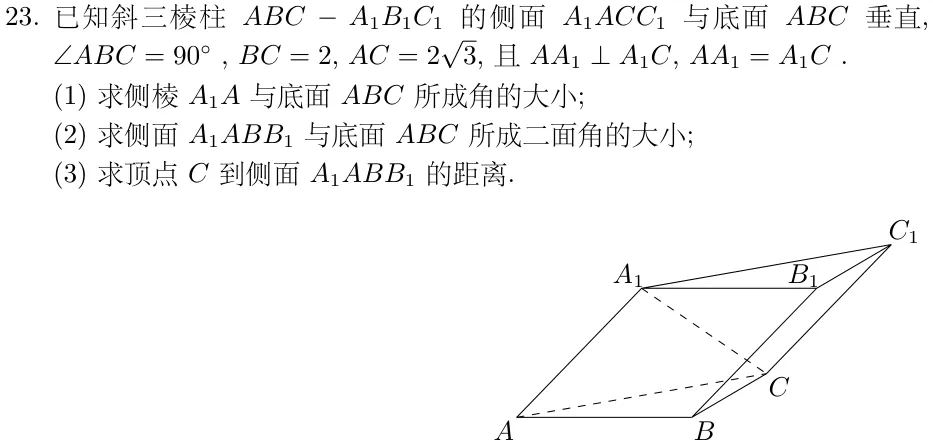 23. 已知斜三棱柱 ABC − A₁B₁C₁ 的侧面 A₁ACC₁ 与底面 ABC 垂直,
∠ABC = 90° , BC = 2, AC = 2√3, 且 AA₁ ⊥ A₁C, AA₁ = A₁C .
(1) 求侧棱 A₁A 与底面 ABC 所成角的大小;
(2) 求侧面 A₁ABB₁ 与底面 ABC 所成二面角的大小;
(3) 求顶点 C 到侧面 A₁ABB₁ 的距离.
C₁
A₁
B₁
C
A
B